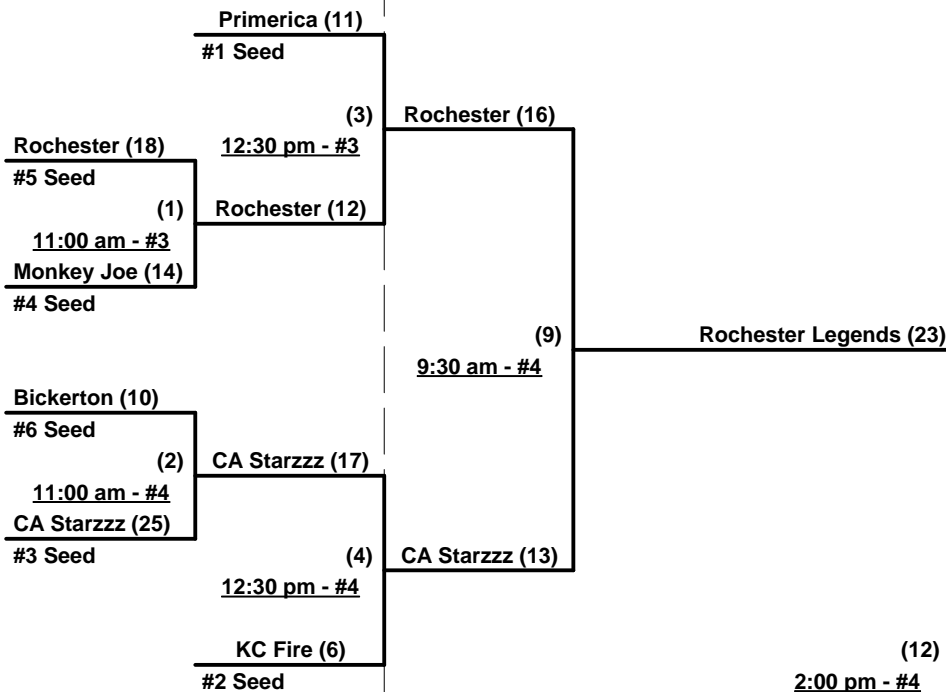 Primerica (11)
#1 Seed
(3)
Rochester (16)
12:30 pm - #3
Rochester (18)
#5 Seed
(1)
Rochester (12)
11:00 am - #3
Monkey Joe (14)
#4 Seed
(9)
Rochester Legends (23)
9:30 am - #4
Bickerton (10)
#6 Seed
(2)
CA Starzzz (17)
11:00 am - #4
CA Starzzz (25)
#3 Seed
(4)
CA Starzzz (13)
12:30 pm - #4
KC Fire (6)
#2 Seed
(12)
2:00 pm - #4